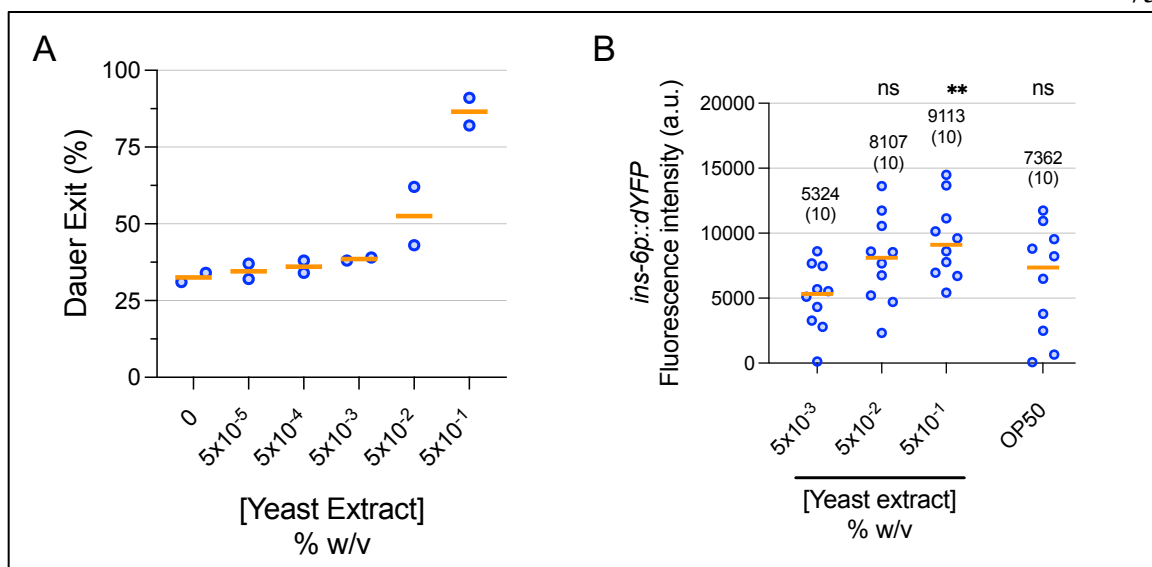 A
Dauer Exit (%)
100
75
50
25
0
0
5x10-5
5x10-4
5x10-3
5x10-2
5x10-1
[Yeast Extract]
% w/v
B
ins-6p::dYFP
Fluorescence intensity (a.u.)
20000
15000
10000
5000
0
ns
**
ns
5324
(10)
8107
(10)
9113
(10)
7362
(10)
5x10-3
5x10-2
5x10-1
OP50
[Yeast extract]
% w/v